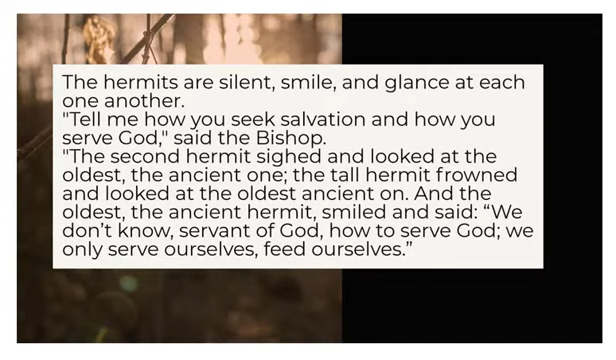 The hermits are silent, smile, and glance at each
one another.
"Tell me how you seek salvation and how you
serve God," said the Bishop.
"The second hermit sighed and looked at the
oldest, the ancient one; the tall hermit frowned
and looked at the oldest ancient on. And the
oldest, the ancient hermit, smiled and said: “We
don’t know, servant of God, how to serve God; we
only serve ourselves, feed ourselves.”